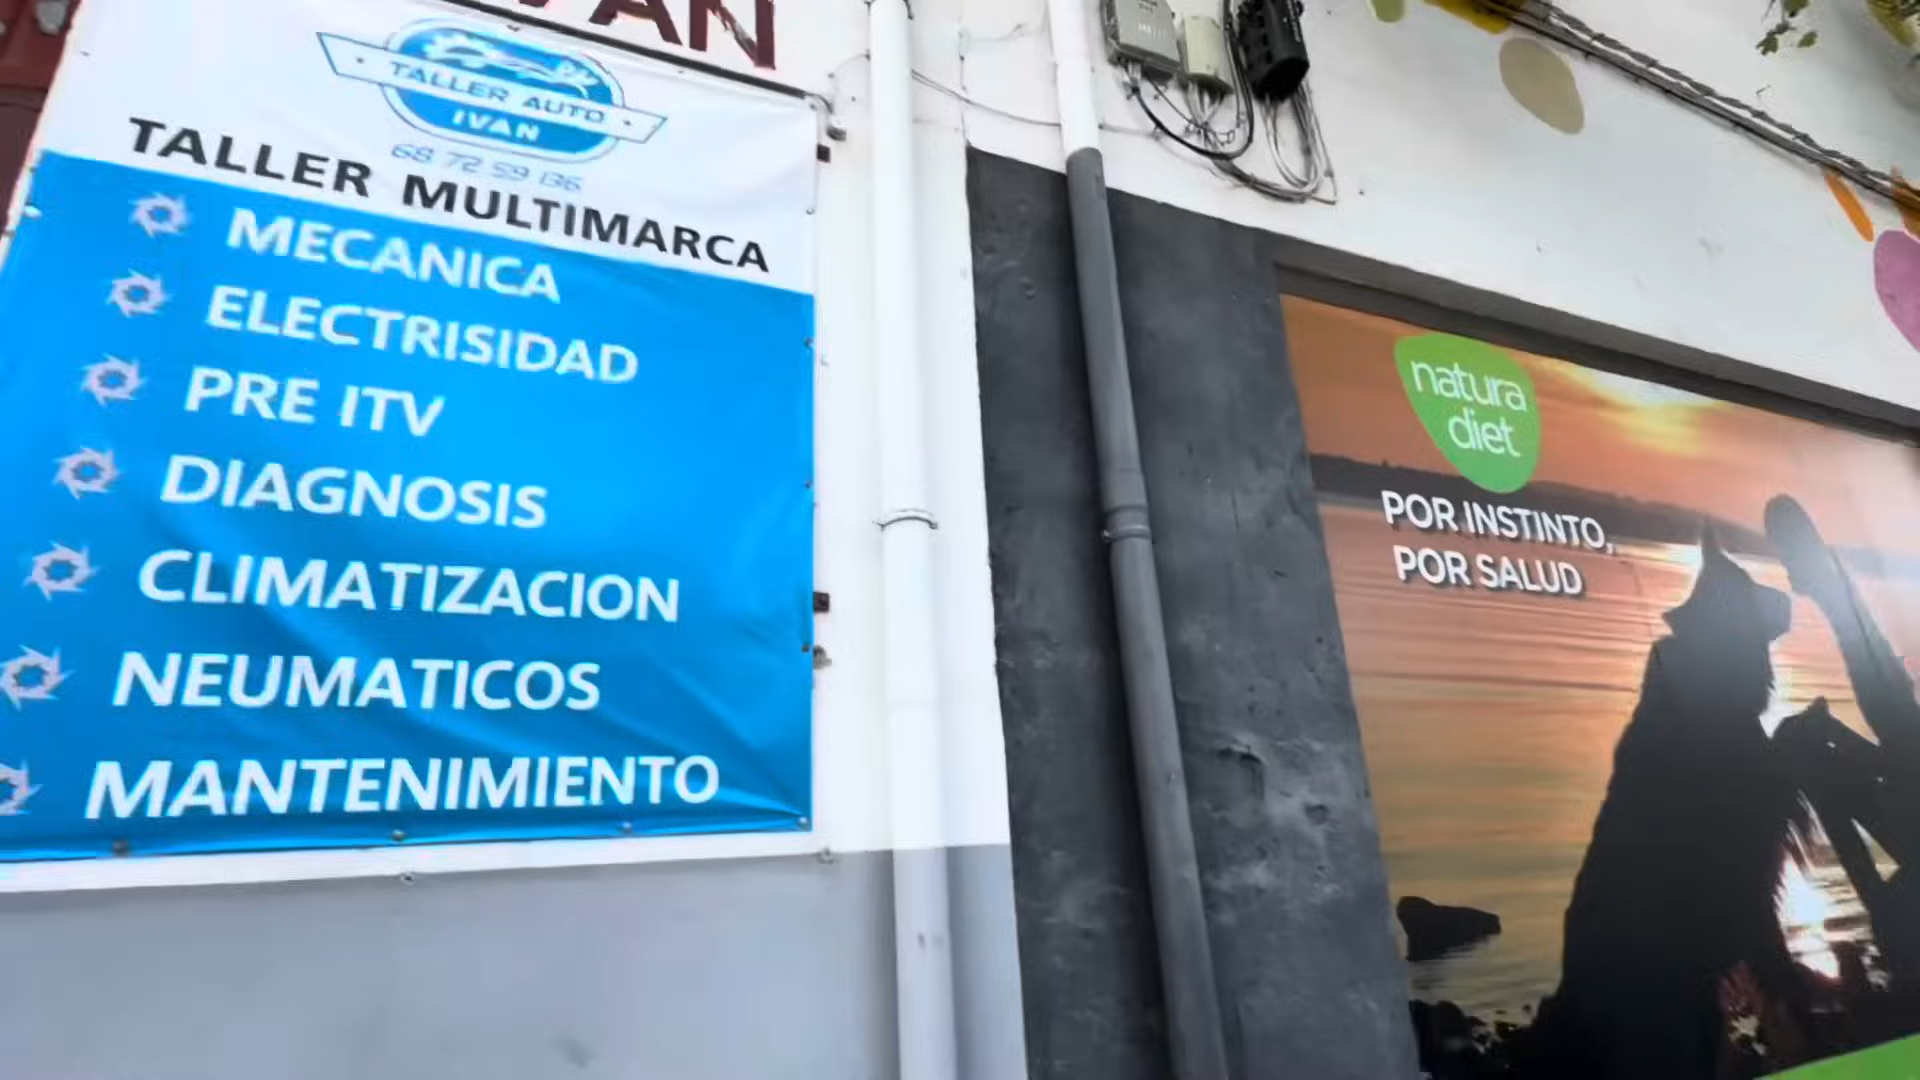 IVAN
TALLER AUTO
IVAN
68 72 59 136
TALLER MULTIMARCA
MECANICA
ELECTRISIDAD
PRE ITV
DIAGNOSIS
CLIMATIZACION
NEUMATICOS
MANTENIMIENTO
natura
diet
POR INSTINTO,
POR SALUD